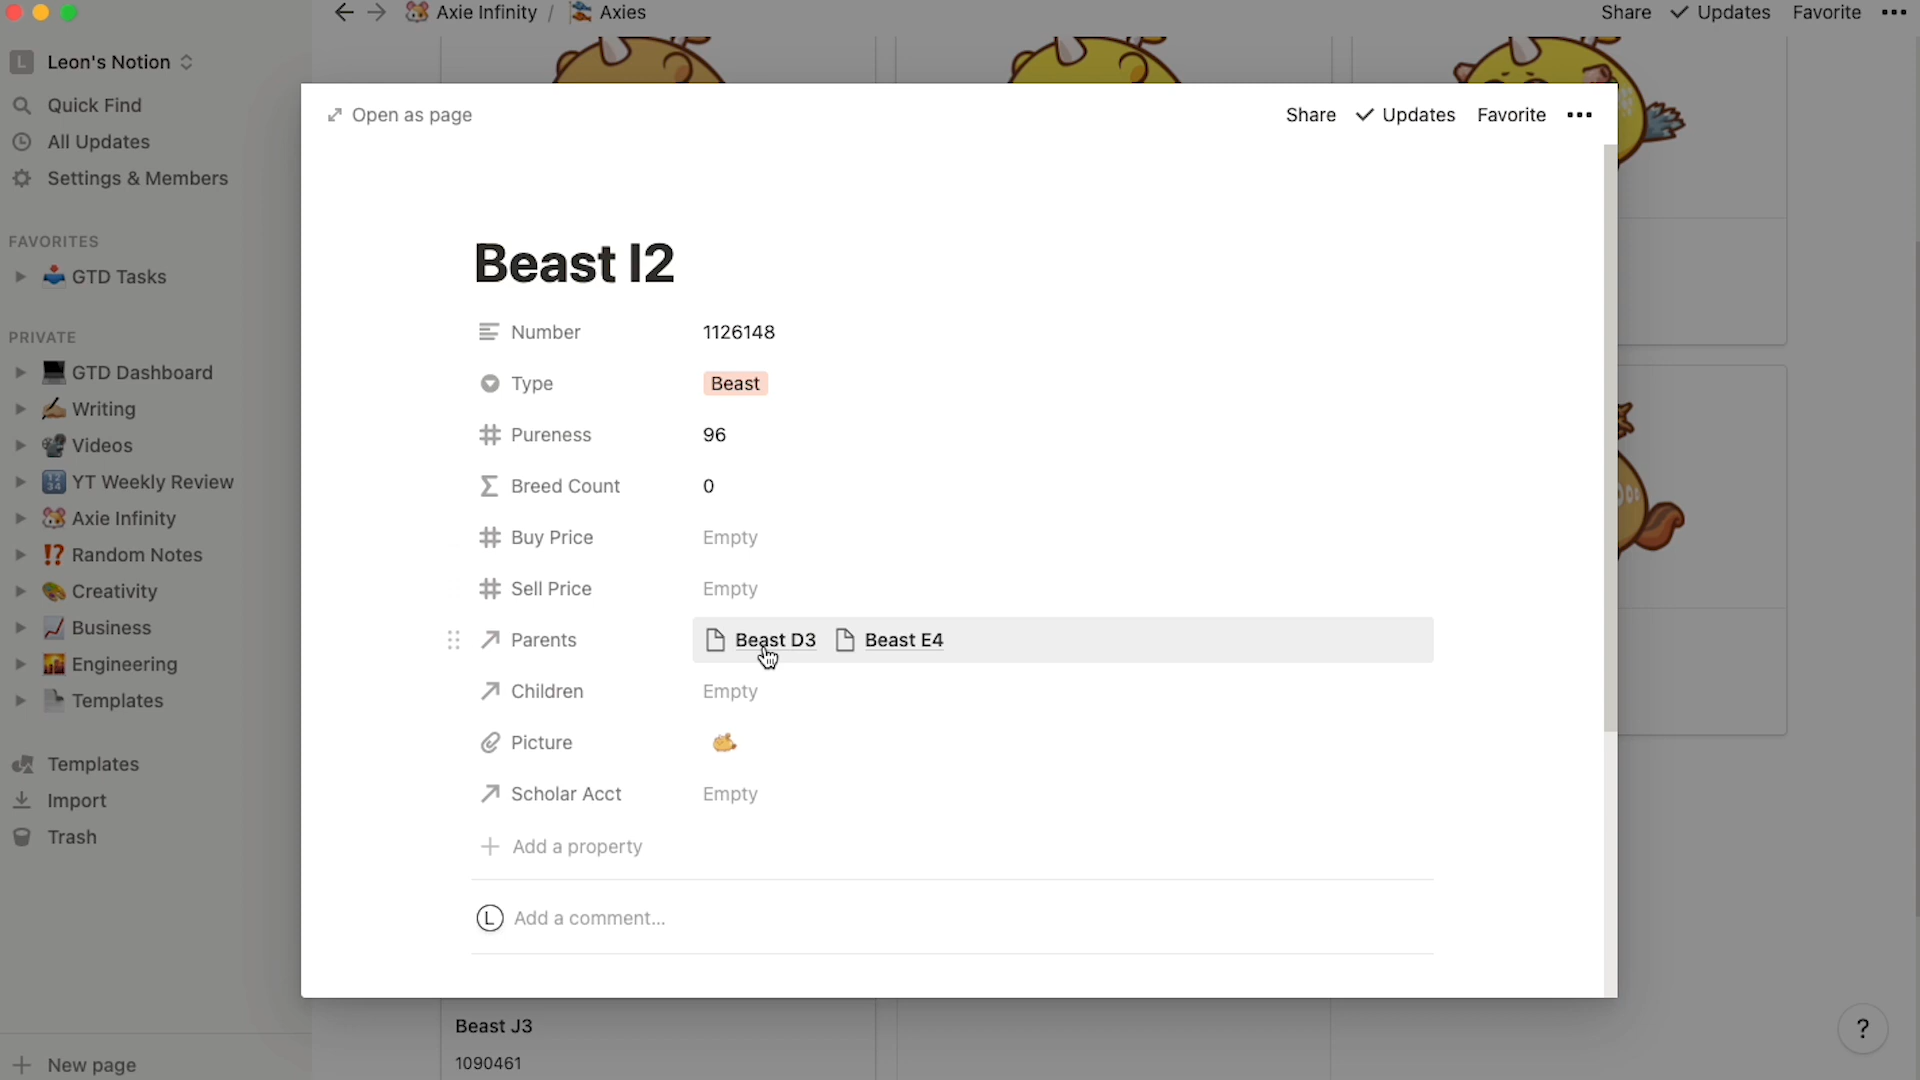 Axie Infinity / Axies
Share Updates Favorite
L Leon's Notion
Quick Find
All Updates
Settings & Members
FAVORITES
GTD Tasks
PRIVATE
GTD Dashboard
Writing
Videos
YT Weekly Review
Axie Infinity
Random Notes
Creativity
Business
Engineering
Templates
Templates
Import
Trash
New page
Open as page
Share Updates Favorite
Beast I2
Number 1126148
Type Beast
Pureness 96
Breed Count 0
Buy Price Empty
Sell Price Empty
Parents Beast D3 Beast E4
Children Empty
Picture
Scholar Acct Empty
Add a property
L Add a comment...
Beast J3
1090461
?